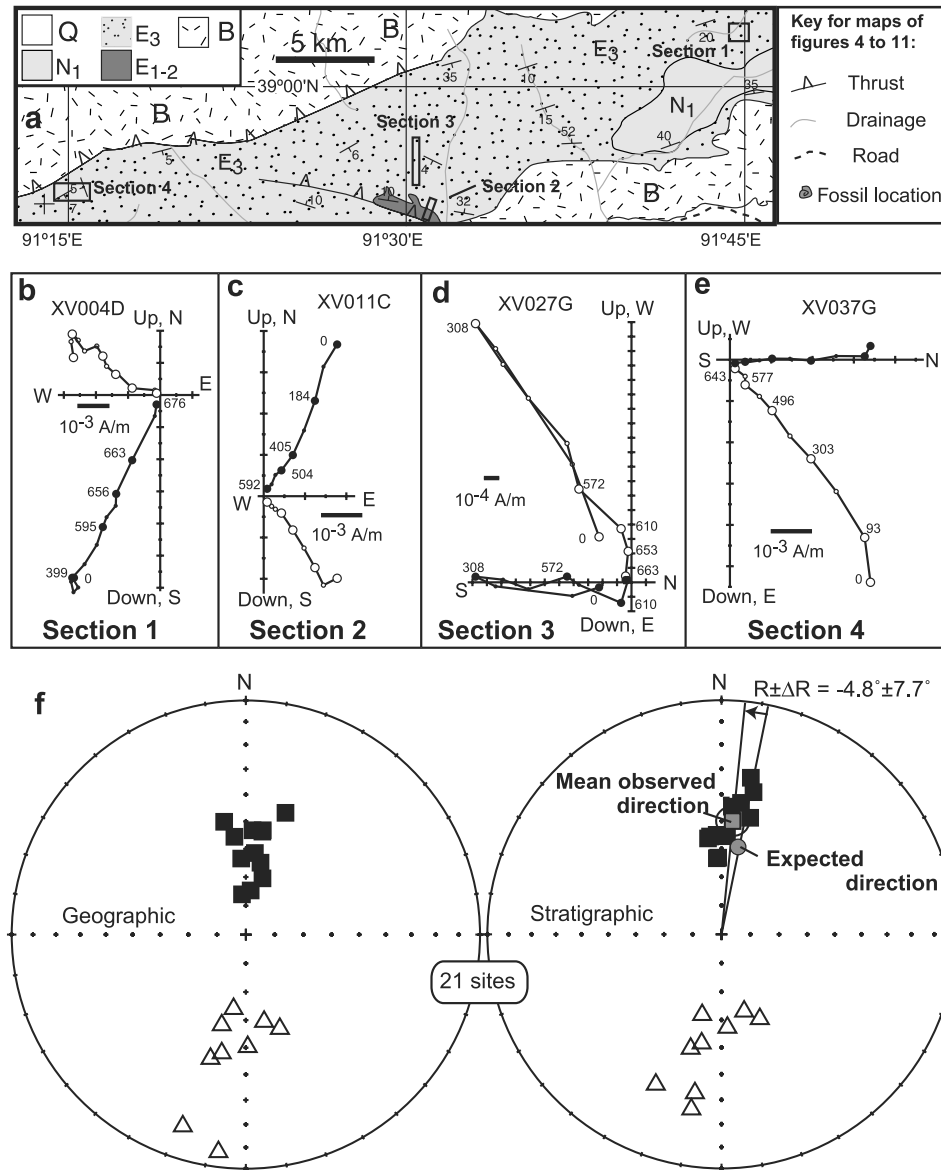 Q E3 B
N1 E1-2
5 km
B
39°00' N
a
B
E3
N1
Section 1
Section 3
Section 2
Section 4
E3
B
20
35
10
15
52
40
35
5
6
4
10
10
32
5
7
91°15'E 91°30'E 91°45'E
Key for maps of
figures 4 to 11:
Thrust
Drainage
Road
Fossil location
b
XV004D
Up, N
W E
10-3 A/m
676
663
656
595
399
0
Down, S
Section 1
c
XV011C
Up, N
0
184
405
504
592
W E
10-3 A/m
Down, S
Section 2
d
XV027G
Up, W
308
572
10-4 A/m
0
610
653
663
308 572
S N
0
610
Down, E
Section 3
e
XV037G
Up, W
S N
643
577
496
303
93
10-3 A/m
0
Down, E
Section 4
f
N
Geographic
21 sites
N
R±ΔR = -4.8°±7.7°
Mean observed
direction
Expected
direction
Stratigraphic